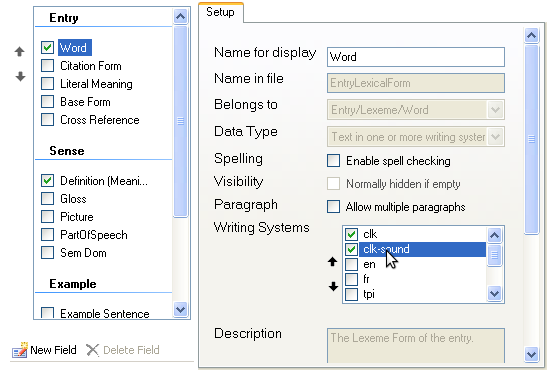 Entry
Word
Citation Form
Literal Meaning
Base Form
Cross Reference
Sense
Definition (Meani...
Gloss
Picture
PartOfSpeech
Sem Dom
Example
Example Sentence
New Field Delete Field
Setup
Name for display Word
Name in file EntryLexicalForm
Belongs to Entry/Lexeme/Word
Data Type Text in one or more writing syster
Spelling Enable spell checking
Visibility Normally hidden if empty
Paragraph Allow multiple paragraphs
Writing Systems clk
clk-sound
en
fr
tpi
Description The Lexeme Form of the entry.